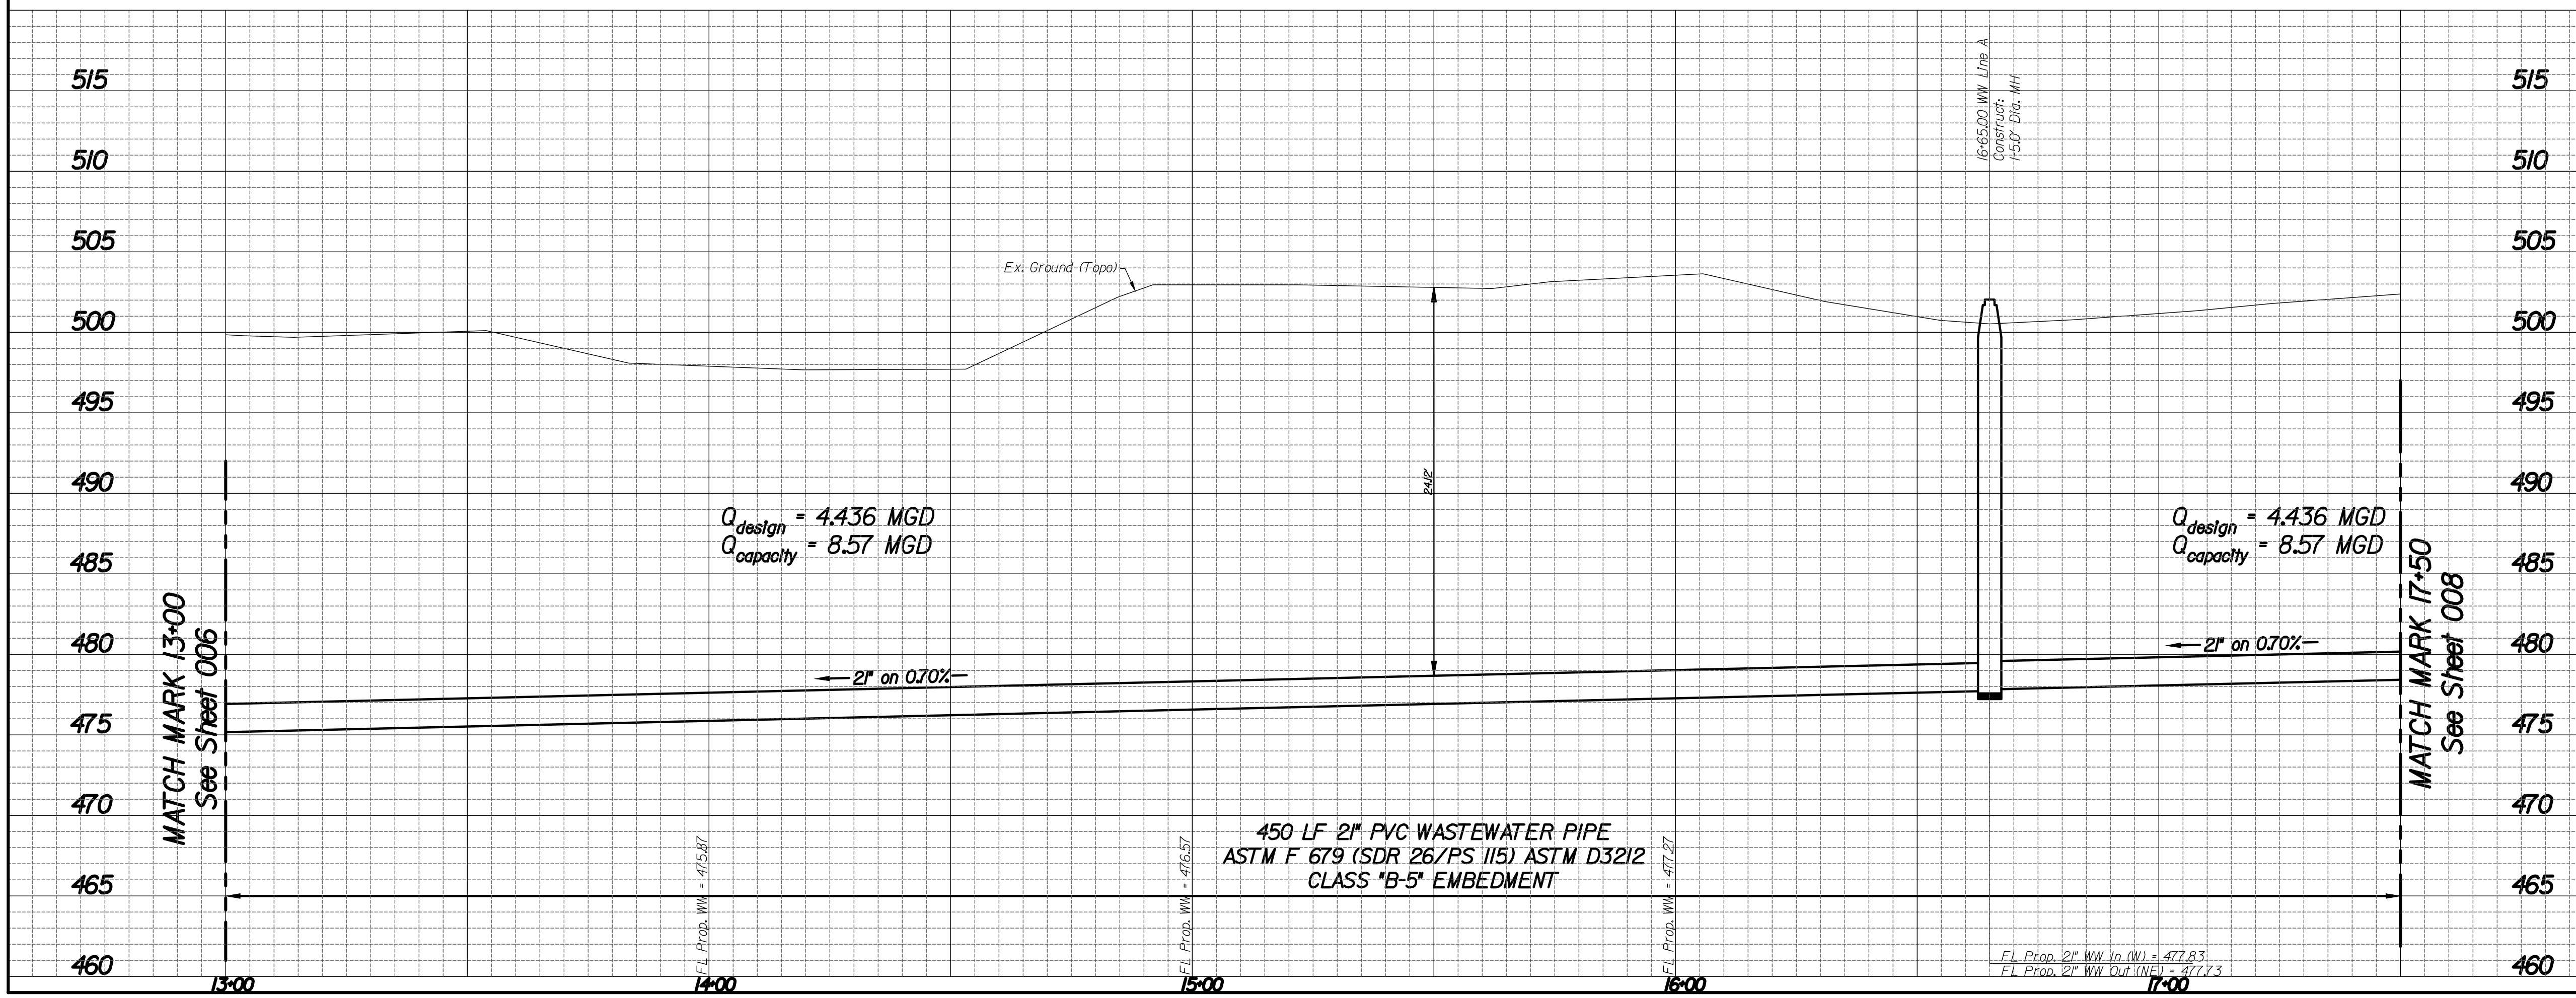 16+65.00 WW Line A
Construct:
1-5.0' Dia. MH
515
515
510
510
505
505
Ex. Ground (Topo)
500
500
495
495
490
490
24.12'
Qdesign = 4.436 MGD
Qcapacity = 8.57 MGD
Qdesign = 4.436 MGD
Qcapacity = 8.57 MGD
485
485
MATCH MARK 13+00
See Sheet 006
MATCH MARK 17+50
See Sheet 008
480
480
21" on 0.70%
21" on 0.70%
475
475
470
470
450 LF 21" PVC WASTEWATER PIPE
ASTM F 679 (SDR 26/PS 115) ASTM D3212
CLASS "B-5" EMBEDMENT
465
465
FL Prop. WW = 475.87
FL Prop. WW = 476.57
FL Prop. WW = 477.27
FL Prop. 21" WW In (W) = 477.83
FL Prop. 21" WW Out (NE) = 477.73
460
460
13+00
14+00
15+00
16+00
17+00